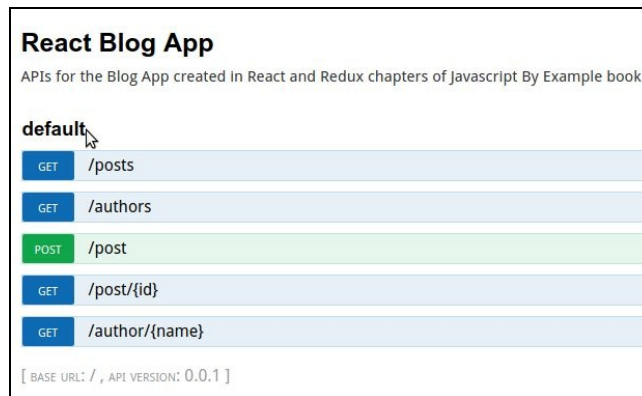 React Blog App
APIs for the Blog App created in React and Redux chapters of Javascript By Example book
default
GET /posts
GET /authors
POST /post
GET /post/{id}
GET /author/{name}
[ BASE URL: / , API VERSION: 0.0.1 ]